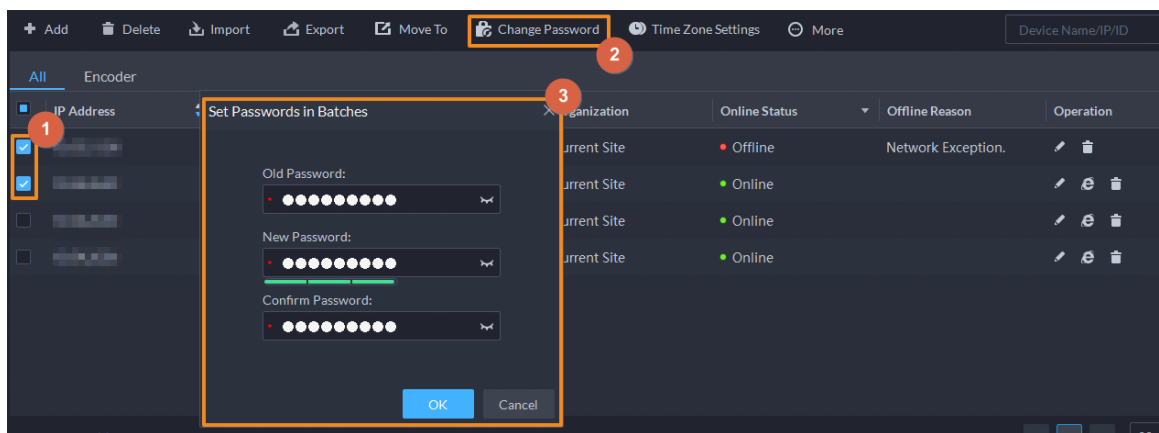 Add Delete Import Export Move To Change Password Time Zone Settings More Device Name/IP/ID
2
All Encoder
3
IP Address Set Passwords in Batches rganization Online Status Offline Reason Operation
1
urrent Site Offline Network Exception.
Old Password:
urrent Site Online
urrent Site Online
New Password:
urrent Site Online
Confirm Password:
OK Cancel